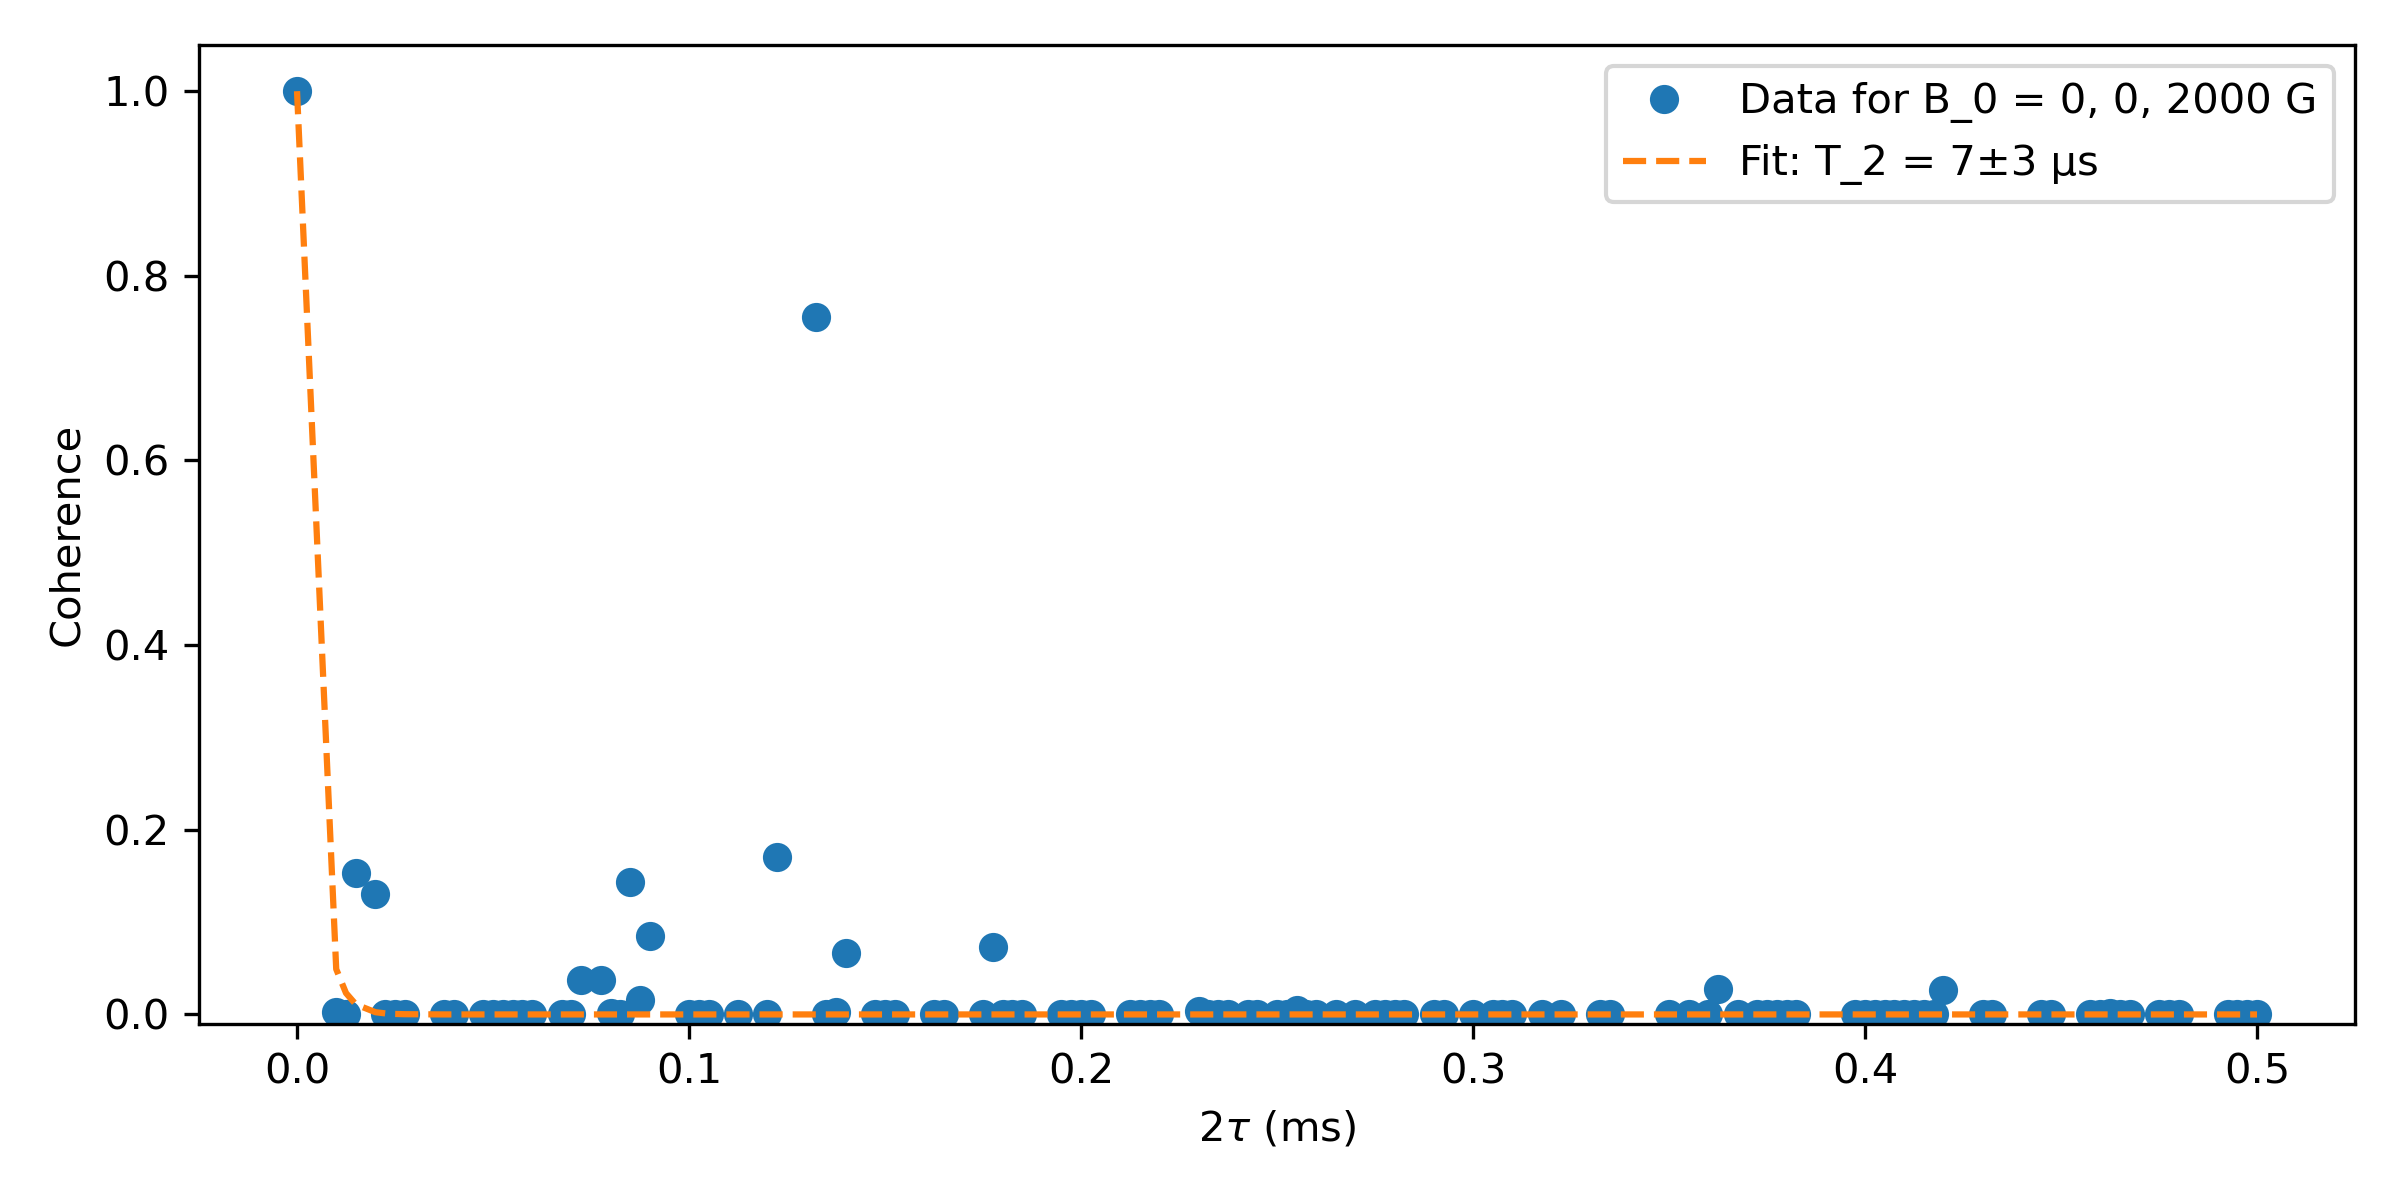 Data for B_0 = 0, 0, 2000 G
Fit: T_2 = 7±3 µs
Coherence
1.0
0.8
0.6
0.4
0.2
0.0
0.0 0.1 0.2 0.3 0.4 0.5
2τ (ms)